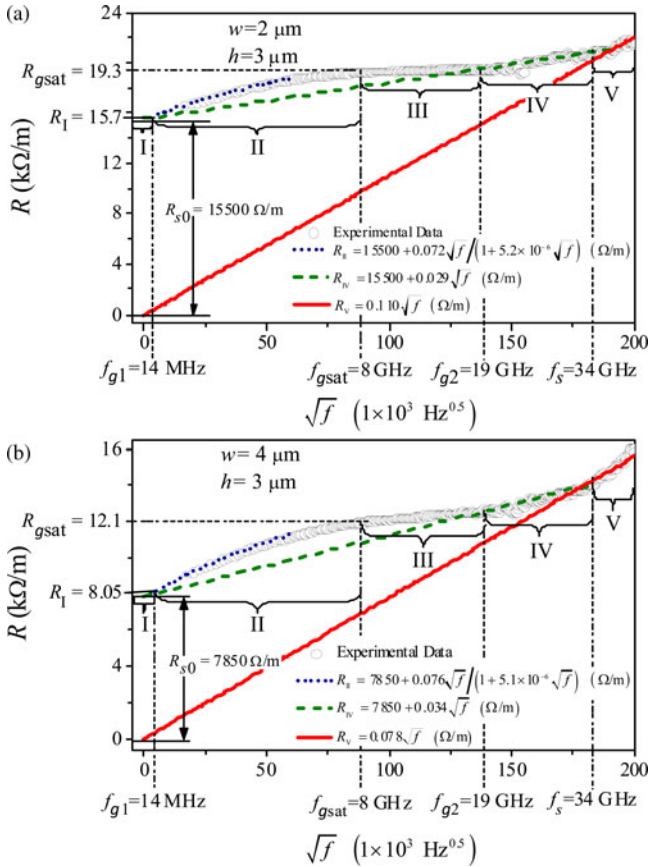 (a)
w= 2 μm
h= 3 μm
24
R_gsat = 19.3
R_I = 15.7
12
8
4
0
R (kΩ/m)
I
II
III
IV
V
R_s0 = 15500 Ω/m
Experimental Data
R_II = 15500 + 0.072√f/(1 + 5.2×10⁻⁶√f) (Ω/m)
R_IV = 15500 + 0.029√f (Ω/m)
R_V = 0.110√f (Ω/m)
0 50 100 150 200
f_g1=14 MHz f_gsat=8 GHz f_g2=19 GHz f_s=34 GHz
√f (1×10³ Hz^0.5)
(b)
w= 4 μm
h= 3 μm
16
R_gsat = 12.1
R_I = 8.05
4
0
R (kΩ/m)
I
II
III
IV
V
R_s0 = 7850 Ω/m
Experimental Data
R_II = 7850 + 0.076√f/(1 + 5.1×10⁻⁶√f) (Ω/m)
R_IV = 7850 + 0.034√f (Ω/m)
R_V = 0.078√f (Ω/m)
0 50 100 150 200
f_g1=14 MHz f_gsat=8 GHz f_g2=19 GHz f_s=34 GHz
√f (1×10³ Hz^0.5)